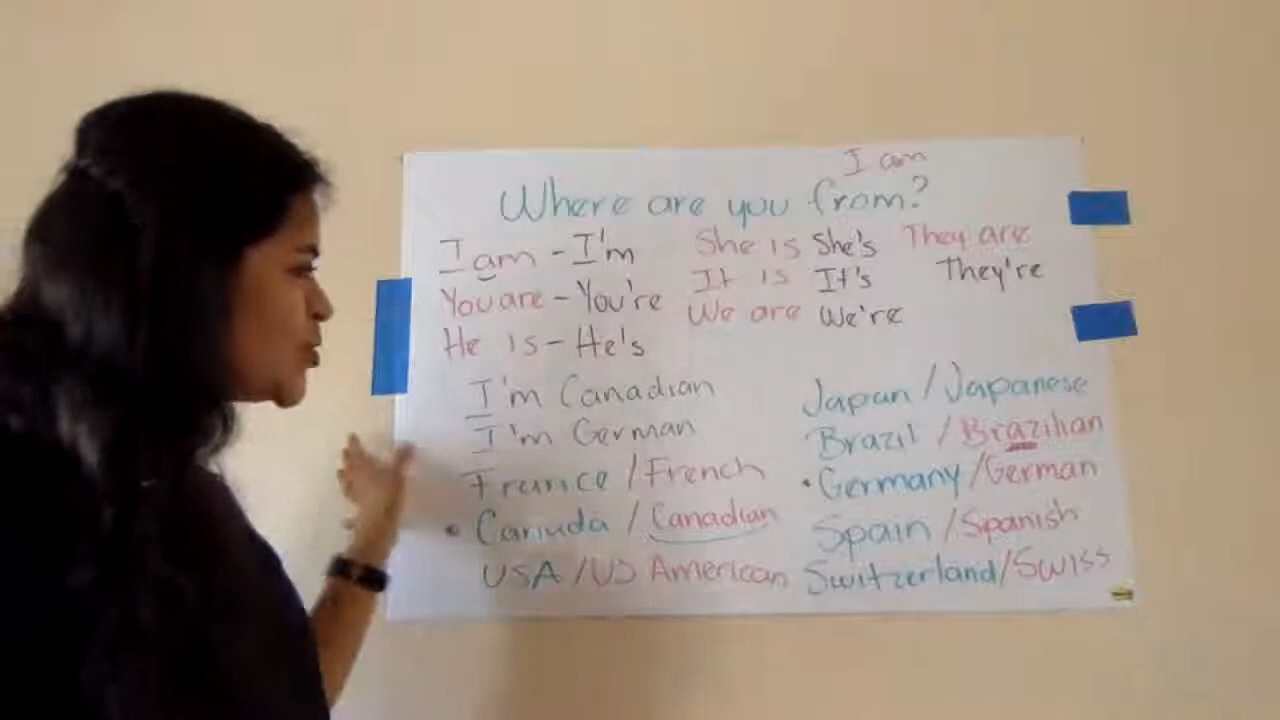 I am
Where are you from?
I am - I'm
You are - You're
He is - He's
She is She's
It is It's
We are We're
They are
They're
I'm Canadian
I'm German
France / French
• Canada / Canadian
USA / US American
Japan / Japanese
Brazil / Brazilian
• Germany / German
Spain / Spanish
Switzerland / Swiss